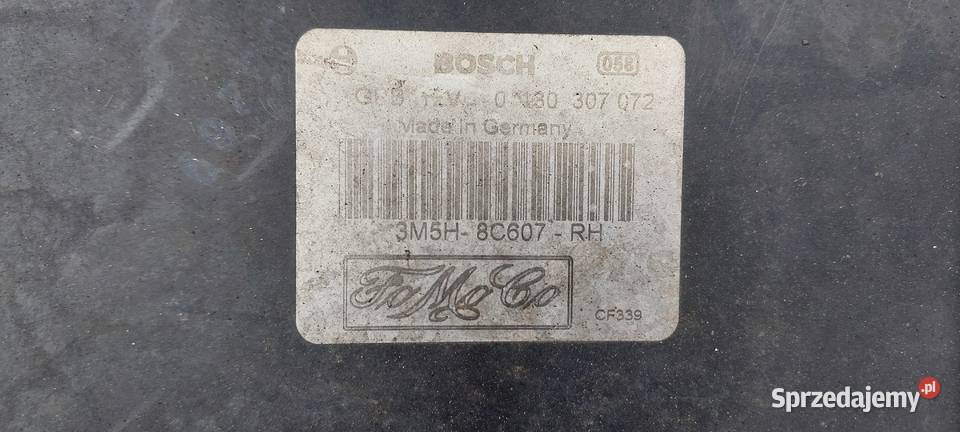 BOSCH 058
12V 0 130 307 072
Made in Germany
3M5H- 8C607 - RH
FoMoCo
CF339
Sprzedajemy.pl